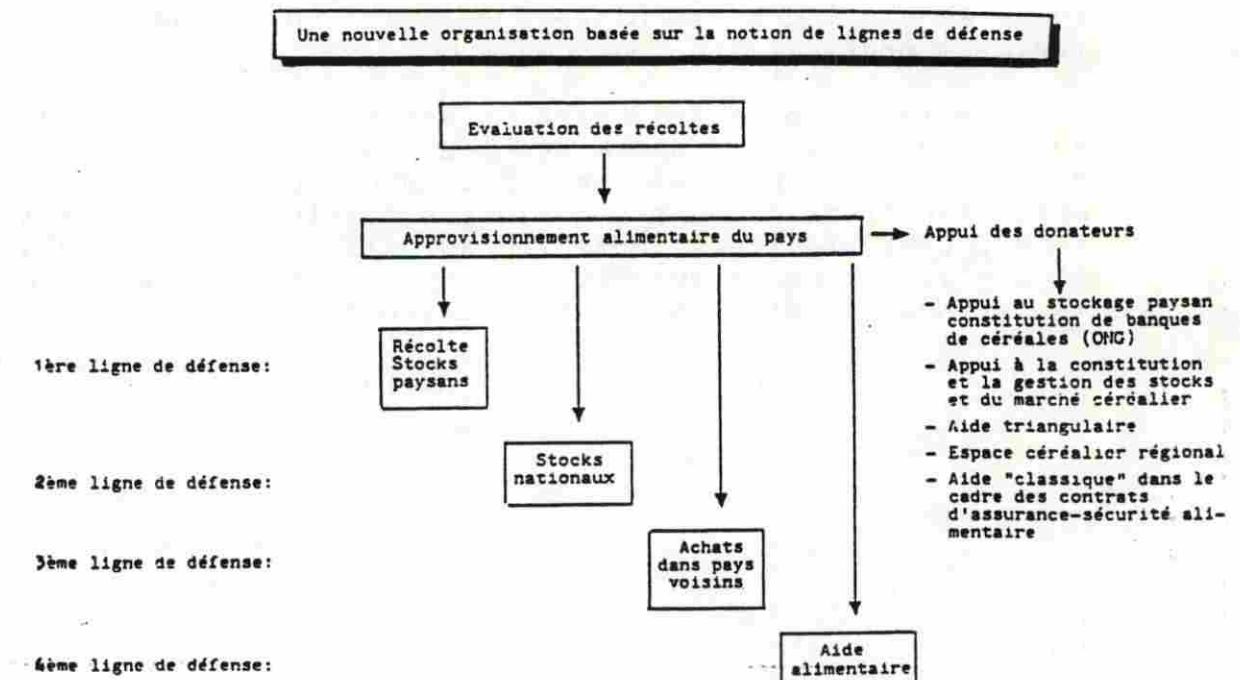 Une nouvelle organisation basée sur la notion de lignes de défense
Evaluation des récoltes
Approvisionnement alimentaire du pays
Appui des donateurs
- Appui au stockage paysan
constitution de banques
de céréales (ONG)
- Appui à la constitution
et la gestion des stocks
et du marché céréalier
- Aide triangulaire
- Espace céréalier régional
- Aide "classique" dans le
cadre des contrats
d'assurance-sécurité ali-
mentaire
1ère ligne de défense:
Récolte
Stocks
paysans
2ème ligne de défense:
Stocks
nationaux
3ème ligne de défense:
Achats
dans pays
voisins
4ème ligne de défense:
Aide
alimentaire